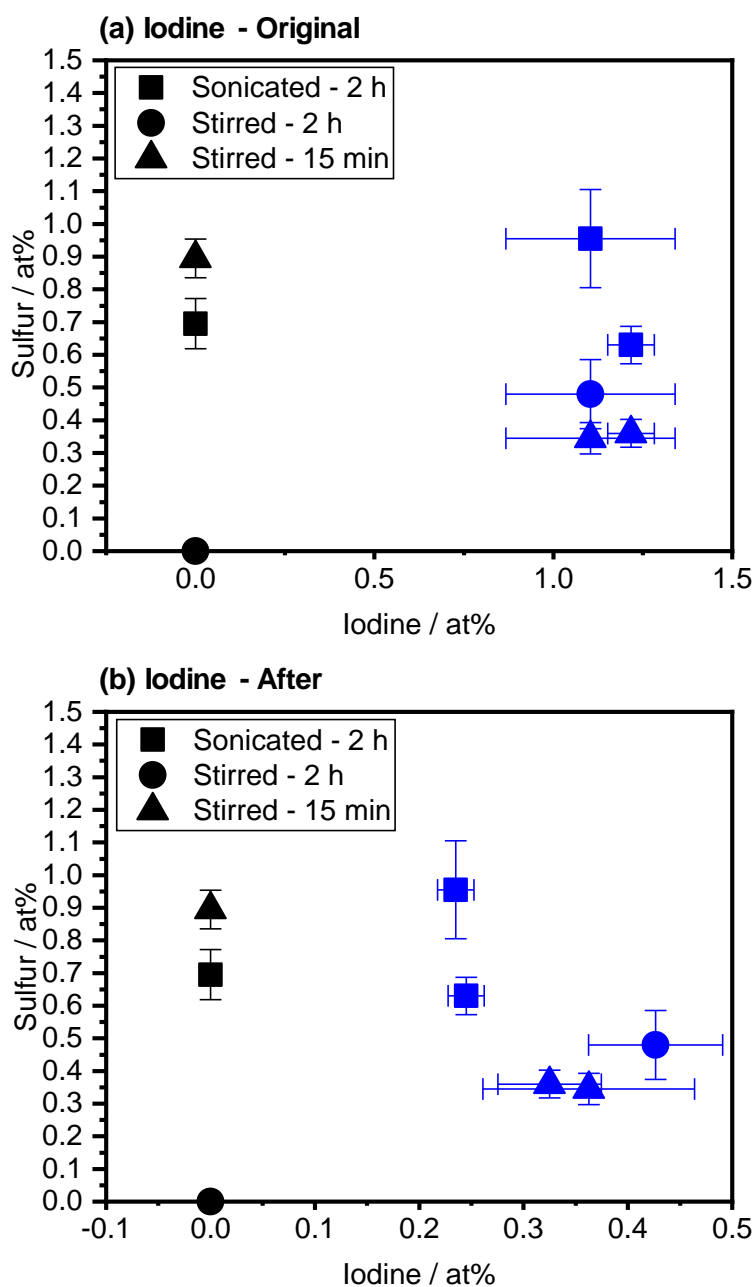 (a) Iodine - Original
1.5
1.4
1.3
1.2
1.1
1.0
0.9
0.8
0.7
0.6
0.5
0.4
0.3
0.2
0.1
0.0
Sulfur / at%
Sonicated - 2 h
Stirred - 2 h
Stirred - 15 min
0.0 0.5 1.0 1.5
Iodine / at%
(b) Iodine - After
1.5
1.4
1.3
1.2
1.1
1.0
0.9
0.8
0.7
0.6
0.5
0.4
0.3
0.2
0.1
0.0
Sulfur / at%
Sonicated - 2 h
Stirred - 2 h
Stirred - 15 min
-0.1 0.0 0.1 0.2 0.3 0.4 0.5
Iodine / at%